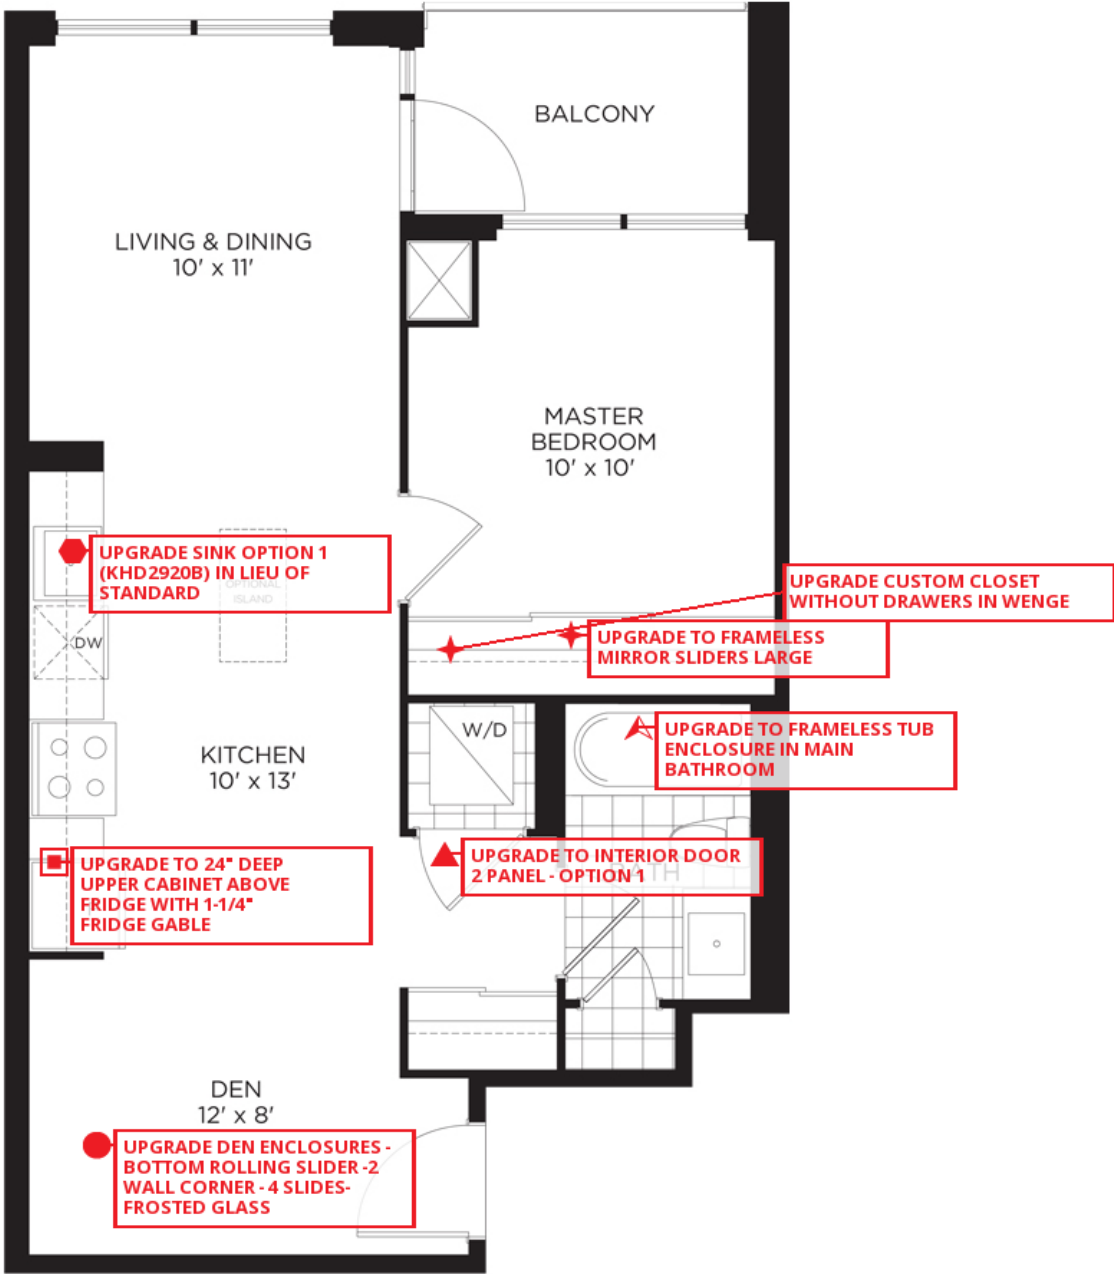 BALCONY
LIVING & DINING
10' x 11'
MASTER
BEDROOM
10' x 10'
UPGRADE SINK OPTION 1
(KHD2920B) IN LIEU OF
STANDARD
OPTIONAL
ISLAND
UPGRADE CUSTOM CLOSET
WITHOUT DRAWERS IN WENGE
UPGRADE TO FRAMELESS
MIRROR SLIDERS LARGE
DW
W/D
UPGRADE TO FRAMELESS TUB
ENCLOSURE IN MAIN
BATHROOM
KITCHEN
10' x 13'
UPGRADE TO INTERIOR DOOR
2 PANEL - OPTION 1
BATH
UPGRADE TO 24" DEEP
UPPER CABINET ABOVE
FRIDGE WITH 1-1/4"
FRIDGE GABLE
DEN
12' x 8'
UPGRADE DEN ENCLOSURES -
BOTTOM ROLLING SLIDER -2
WALL CORNER - 4 SLIDES-
FROSTED GLASS